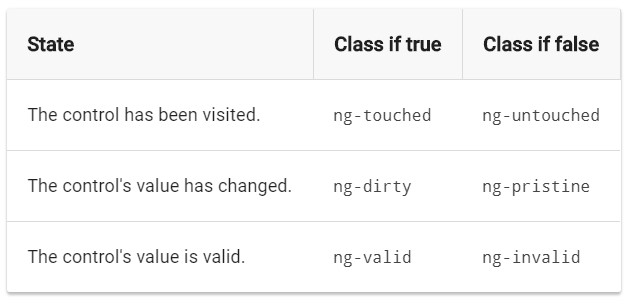 State Class if true Class if false
The control has been visited. ng-touched ng-untouched
The control's value has changed. ng-dirty ng-pristine
The control's value is valid. ng-valid ng-invalid